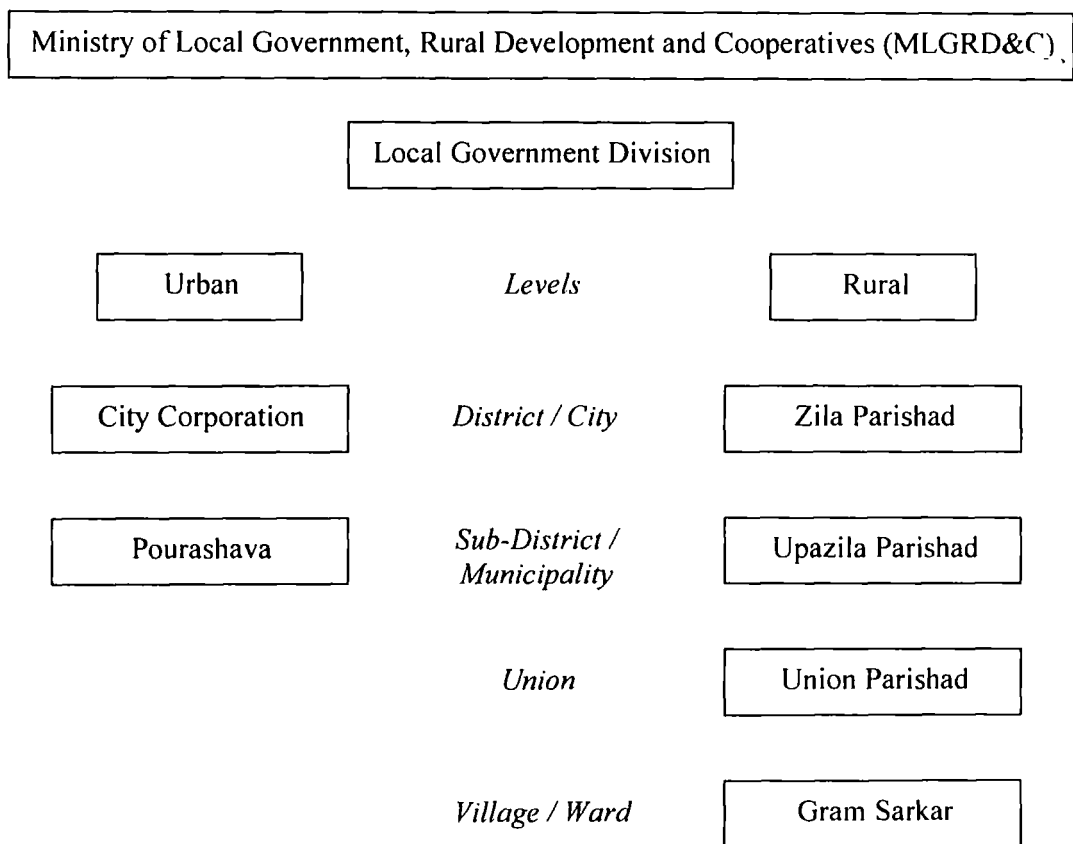 Ministry of Local Government, Rural Development and Cooperatives (MLGRD&C)
Local Government Division
Urban Levels Rural
City Corporation District / City Zila Parishad
Pourashava Sub-District / Upazila Parishad
Municipality
Union Union Parishad
Village / Ward Gram Sarkar